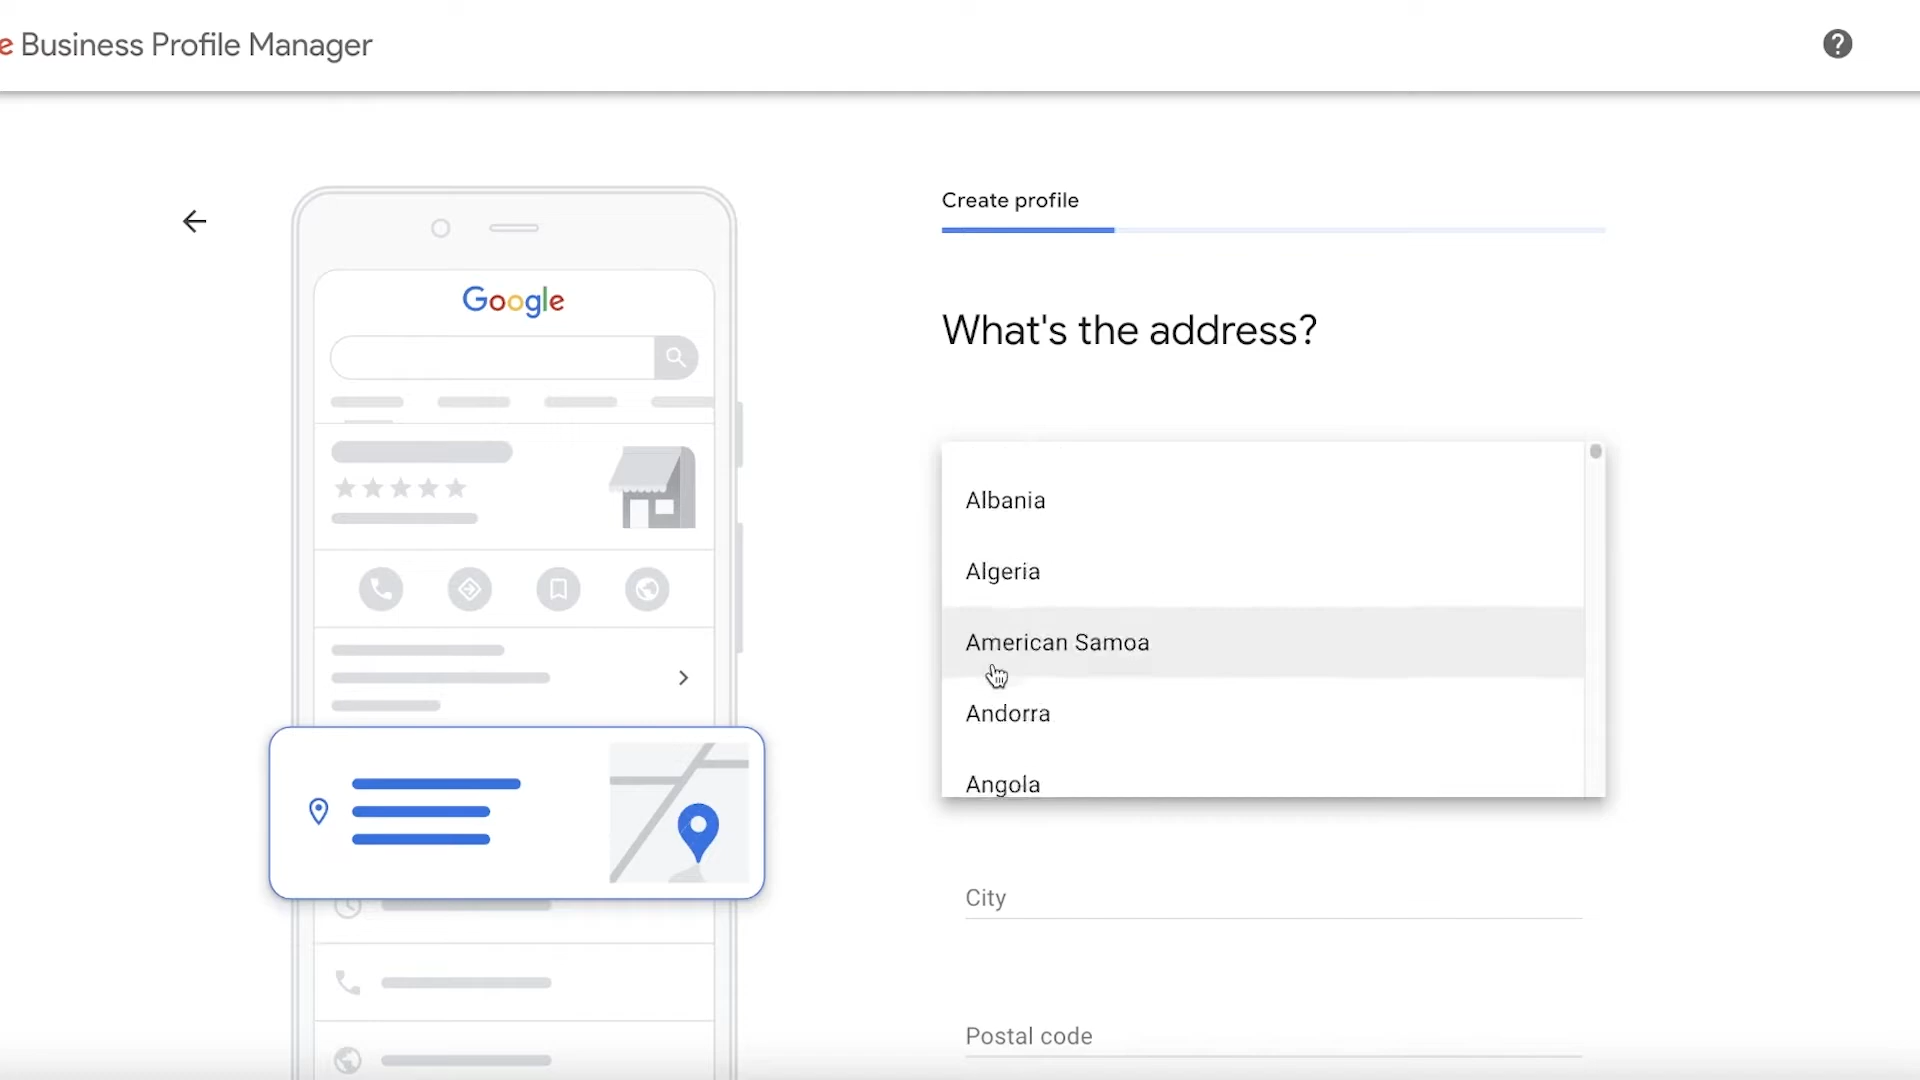 e Business Profile Manager
Create profile
Google
What's the address?
Albania
Algeria
American Samoa
Andorra
Angola
City
Postal code